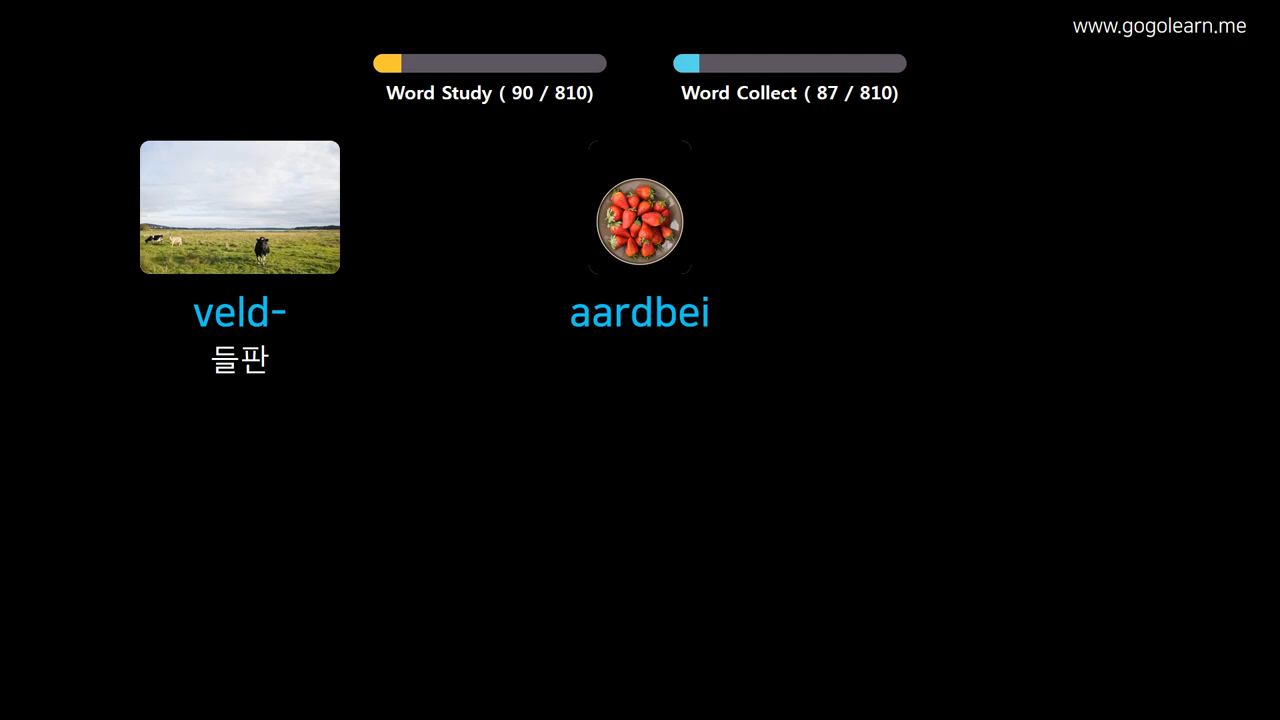 www.gogolearn.me
Word Study ( 90 / 810)
Word Collect ( 87 / 810)
veld-
들판
aardbei